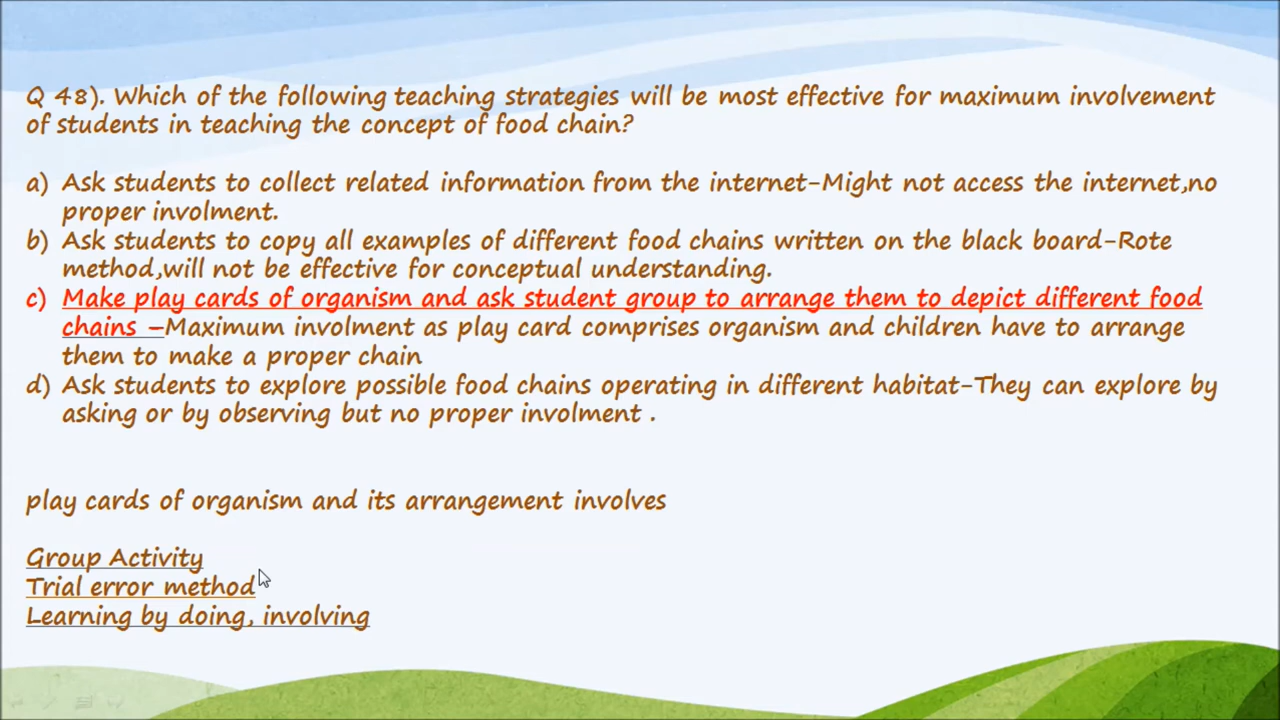 Q 48). Which of the following teaching strategies will be most effective for maximum involvement
of students in teaching the concept of food chain?
a) Ask students to collect related information from the internet-Might not access the internet,no
proper involment.
b) Ask students to copy all examples of different food chains written on the black board-Rote
method,will not be effective for conceptual understanding.
c) Make play cards of organism and ask student group to arrange them to depict different food
chains –Maximum involment as play card comprises organism and children have to arrange
them to make a proper chain
d) Ask students to explore possible food chains operating in different habitat-They can explore by
asking or by observing but no proper involment .
play cards of organism and its arrangement involves
Group Activity
Trial error method
Learning by doing, involving